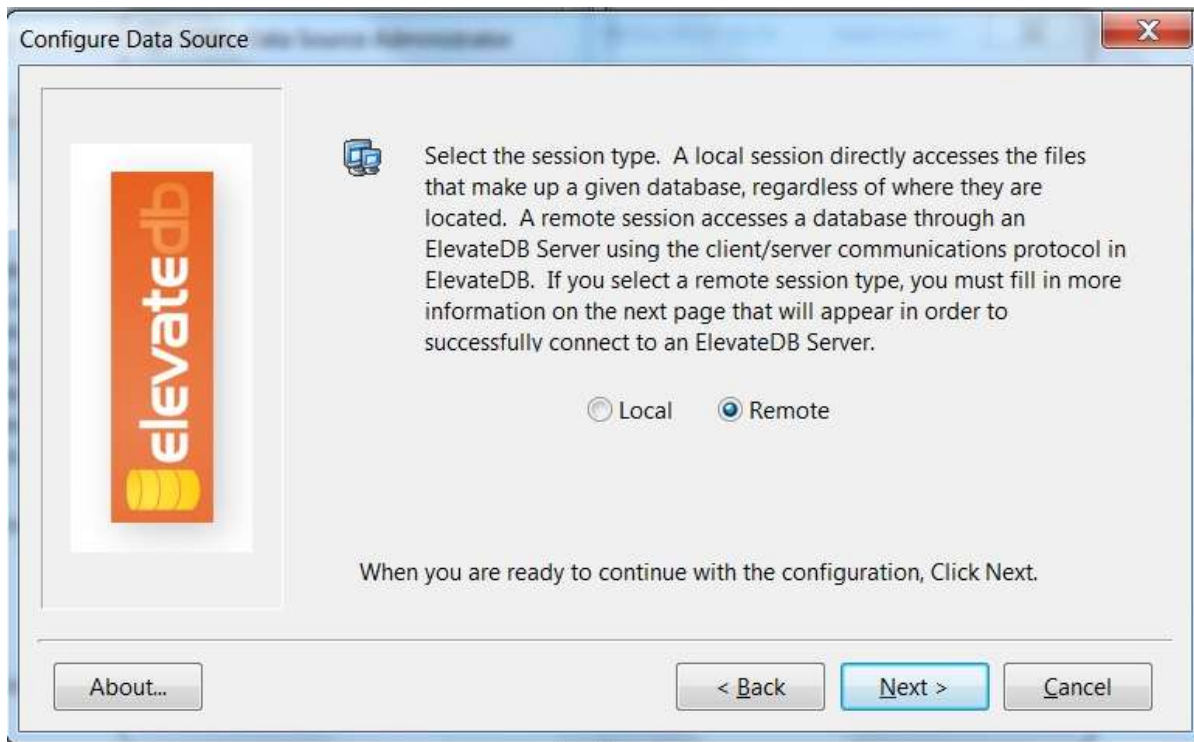 Configure Data Source
elevatedb
Select the session type.  A local session directly accesses the files
that make up a given database, regardless of where they are
located.  A remote session accesses a database through an
ElevateDB Server using the client/server communications protocol in
ElevateDB.  If you select a remote session type, you must fill in more
information on the next page that will appear in order to
successfully connect to an ElevateDB Server.
Local Remote
When you are ready to continue with the configuration, Click Next.
About... < Back Next > Cancel